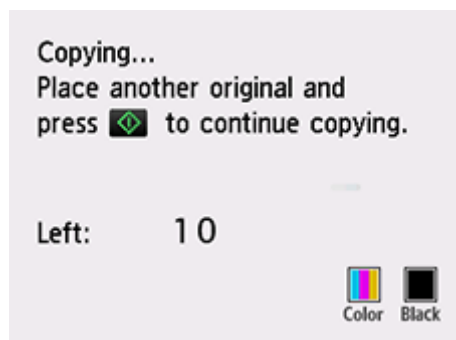 Copying...
Place another original and
press to continue copying.
Left: 10
Color Black